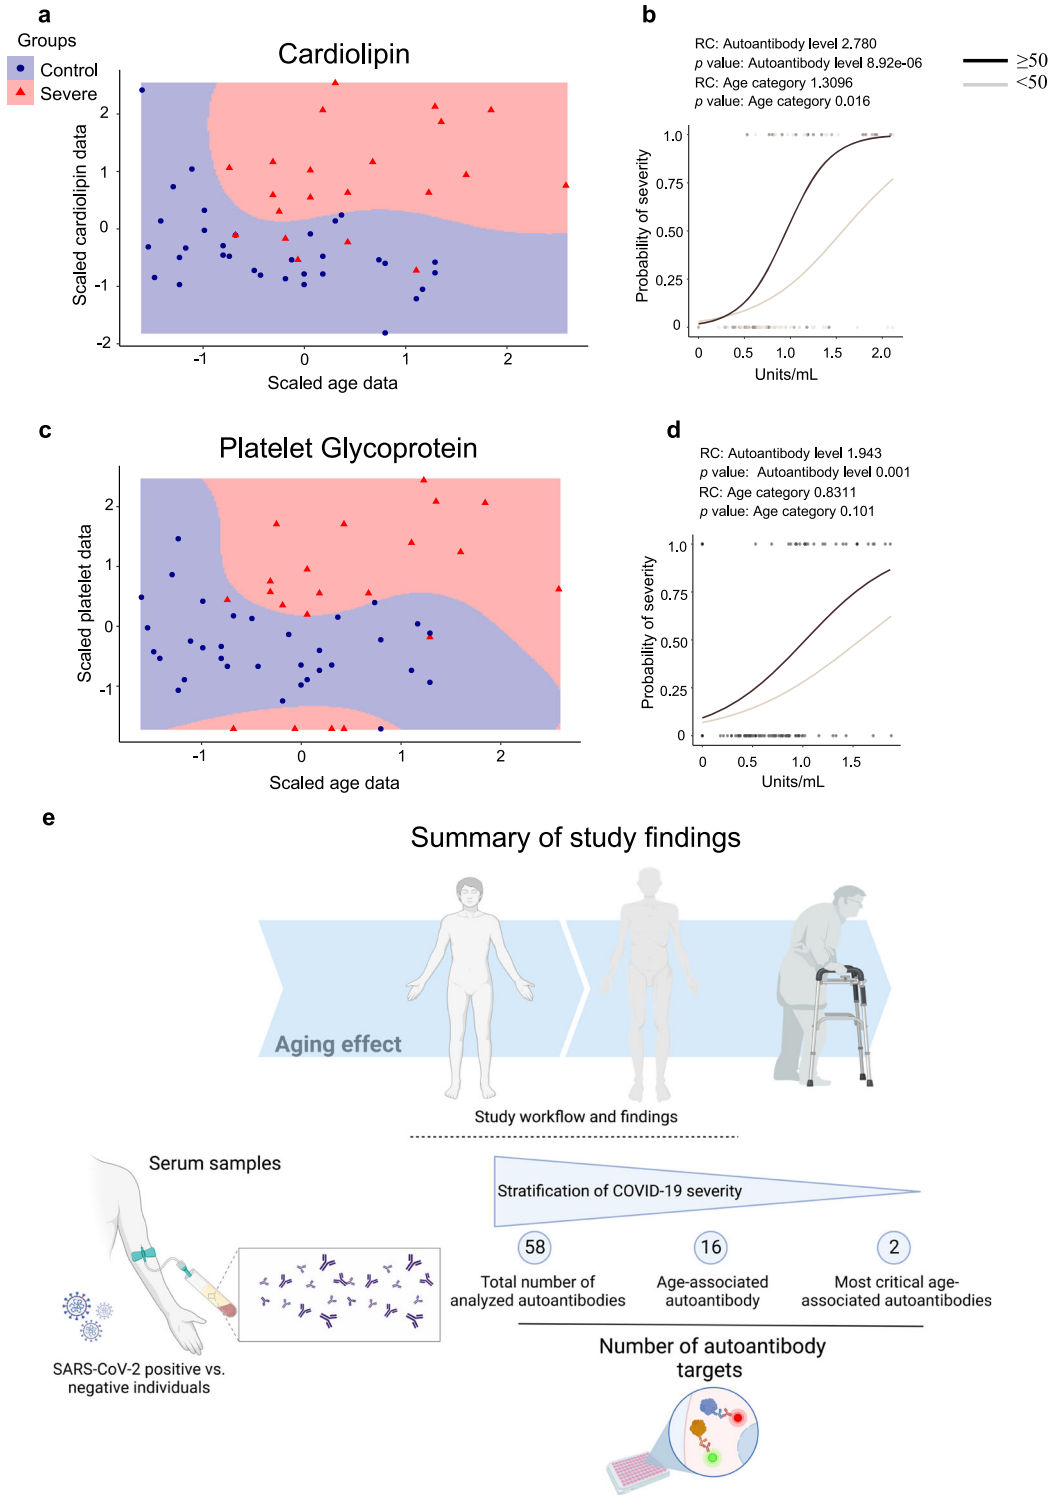 a
Groups
Control
Severe
Cardiolipin
Scaled cardiolipin data
2
1
0
-1
-2
-1
0
1
2
Scaled age data
b
RC: Autoantibody level 2.780
p value: Autoantibody level 8.92e-06
RC: Age category 1.3096
p value: Age category 0.016
≥50
<50
Probability of severity
1.0
0.75
0.50
0.25
0
0
0.5
1.0
1.5
2.0
Units/mL
c
Platelet Glycoprotein
Scaled platelet data
2
1
0
-1
-1
0
1
2
Scaled age data
d
RC: Autoantibody level 1.943
p value: Autoantibody level 0.001
RC: Age category 0.8311
p value: Age category 0.101
Probability of severity
1.0
0.75
0.50
0.25
0
0
0.5
1.0
1.5
Units/mL
e
Summary of study findings
Aging effect
Study workflow and findings
Serum samples
SARS-CoV-2 positive vs.
negative individuals
Stratification of COVID-19 severity
58
16
2
Total number of
analyzed autoantibodies
Age-associated
autoantibody
Most critical age-
associated autoantibodies
Number of autoantibody
targets